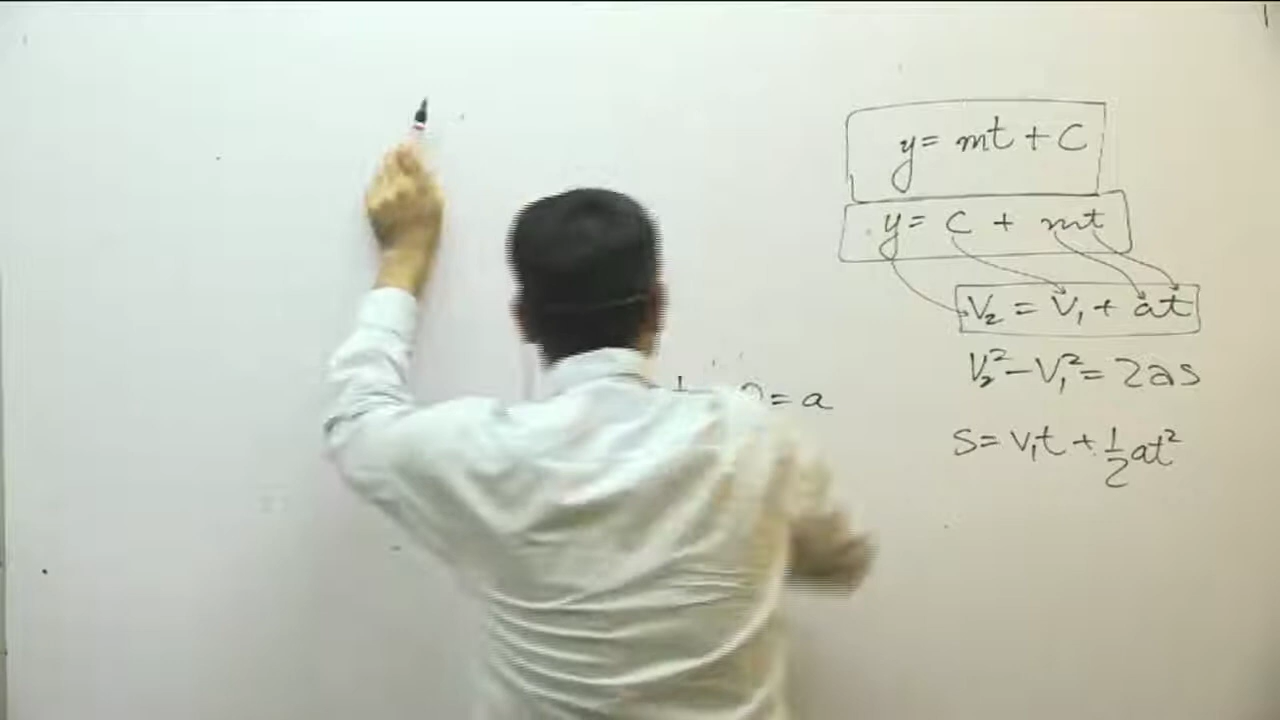 y = mt + C
y = C + mt
V₂ = V₁ + at
V₂² - V₁² = 2as
= a
S = V₁t + ½at²